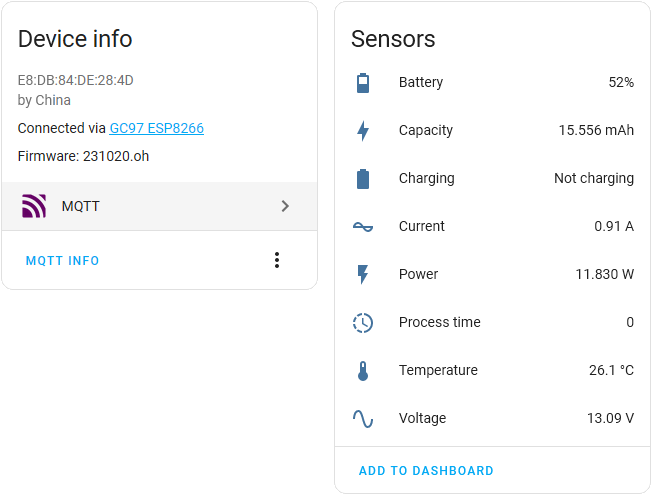 Device info
E8:DB:84:DE:28:4D
by China
Connected via GC97 ESP8266
Firmware: 231020.oh
MQTT
MQTT INFO
Sensors
Battery 52%
Capacity 15.556 mAh
Charging Not charging
Current 0.91 A
Power 11.830 W
Process time 0
Temperature 26.1 °C
Voltage 13.09 V
ADD TO DASHBOARD